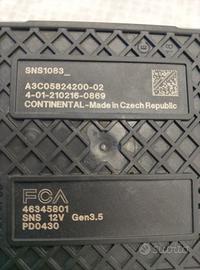 SNS1083_
A3C05824200-02
4-01-210216-0869
CONTINENTAL-Made in Czech Republic
FCA
46345801
SNS 12V Gen3.5
PD0430
subito